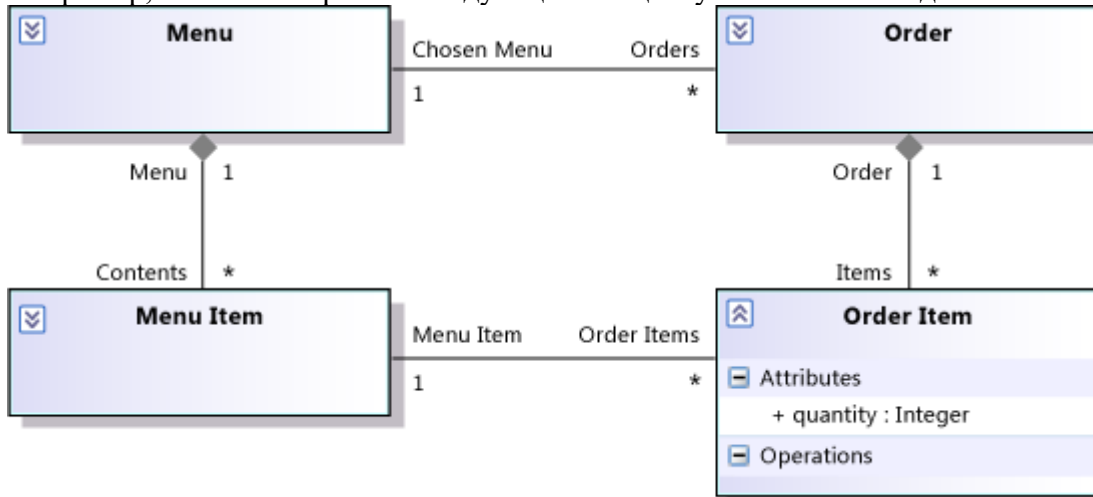 Menu
Order
Chosen Menu Orders
1 *
Menu 1
Order 1
Contents *
Items *
Menu Item
Order Item
Menu Item Order Items
1 *
Attributes
+ quantity : Integer
Operations